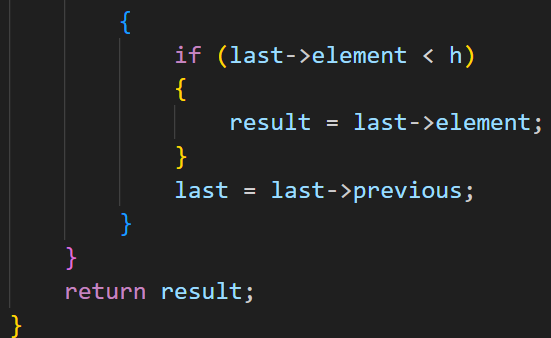 {
if (last->element < h)
{
result = last->element;
}
last = last->previous;
}
}
return result;
}